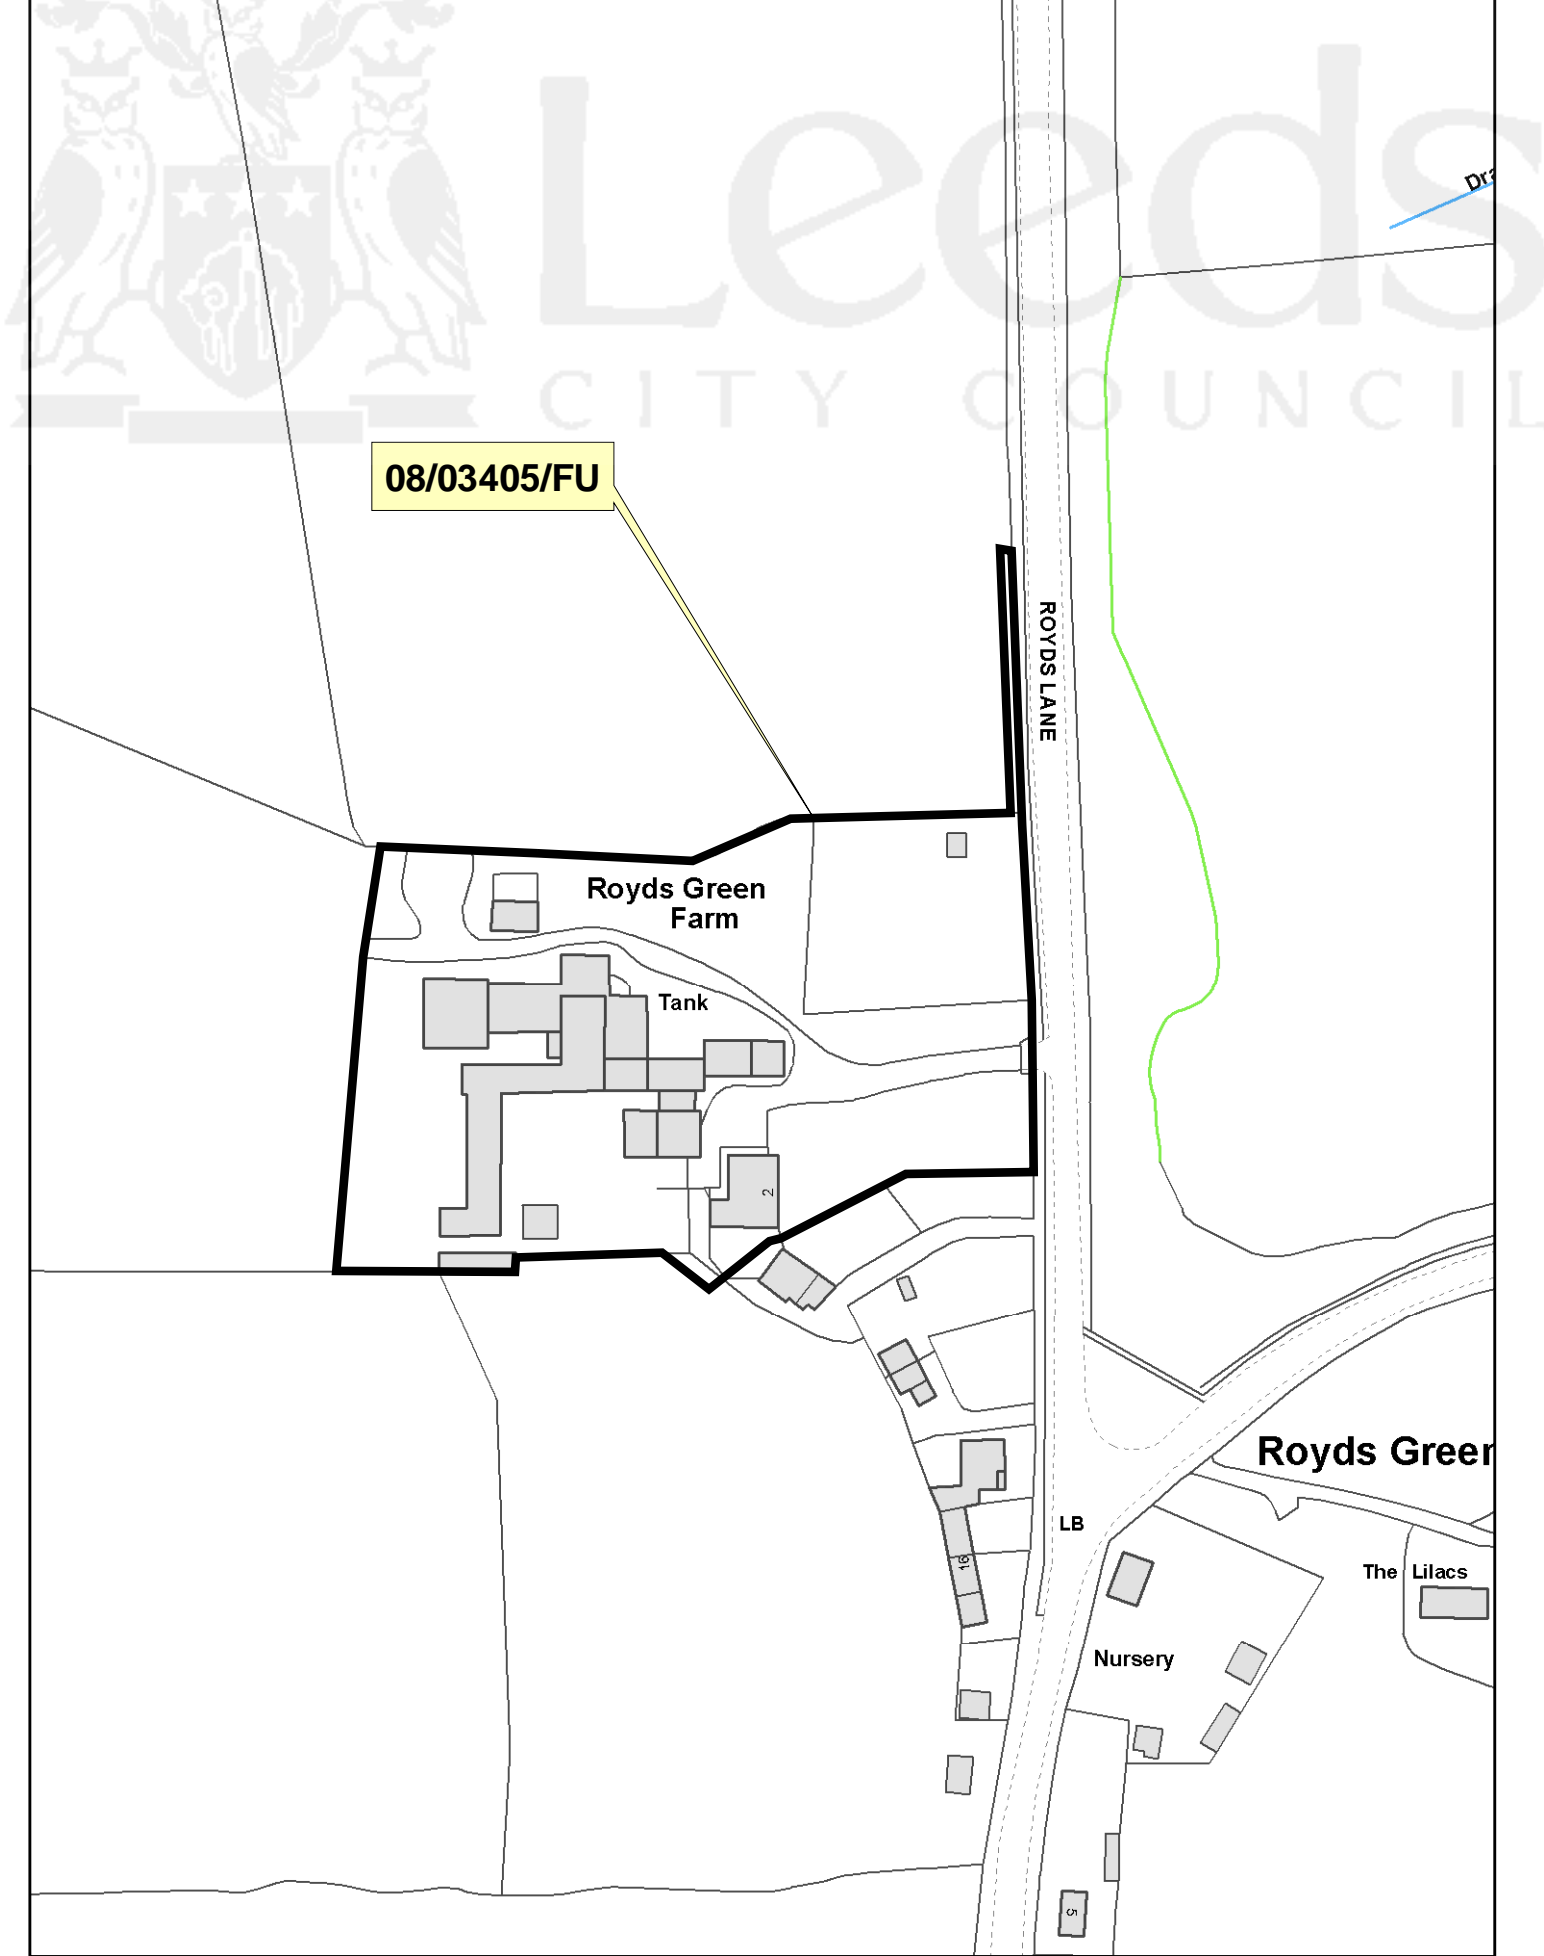 Leeds
CITY COUNCIL
08/03405/FU
ROYDS LANE
Royds Green
Farm
Tank
2
Royds Green
LB
16
The Lilacs
Nursery
5